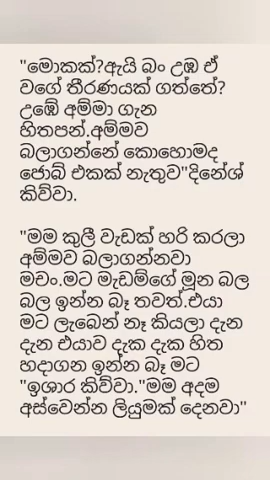 "මොකක්?ඇයි බං උඹ ඒ
වගේ තීරණයක් ගත්තේ?
උඹේ අම්මා ගැන
හිතපන්.අම්මව
බලාගන්නේ කොහොමද
ජොබ් එකක් නැතුව"දිනේශ්
කිව්වා.
"මම කුලී වැඩක් හරි කරලා
අම්මව බලාගන්නවා
මචං.මට මැඩම්ගේ මූන බල
බල ඉන්න බෑ තවත්.එයා
මට ලැබෙන් නෑ කියලා දැන
දැන එයාව දැක දැක හිත
හදාගන ඉන්න බෑ මට
"ඉශාර කිව්වා."මම අදම
අස්වෙන්න ලියුමක් දෙනවා"